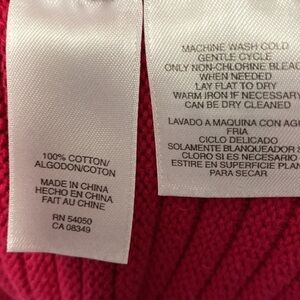 100% COTTON/
ALGODON/COTON
MADE IN CHINA
HECHO EN CHINA
FAIT AU CHINE
RN 54050
CA 08349
MACHINE WASH COLD
GENTLE CYCLE
ONLY NON-CHLORINE BLEAC
WHEN NEEDED
LAY FLAT TO DRY
WARM IRON IF NECESSARY
CAN BE DRY CLEANED
LAVADO A MAQUINA CON AGU
FRIA
CICLO DELICADO
SOLAMENTE BLANQUEADOR S
CLORO SI ES NECESARIO
ESTIRE EN SUPERFICIE PLAN
PARA SECAR